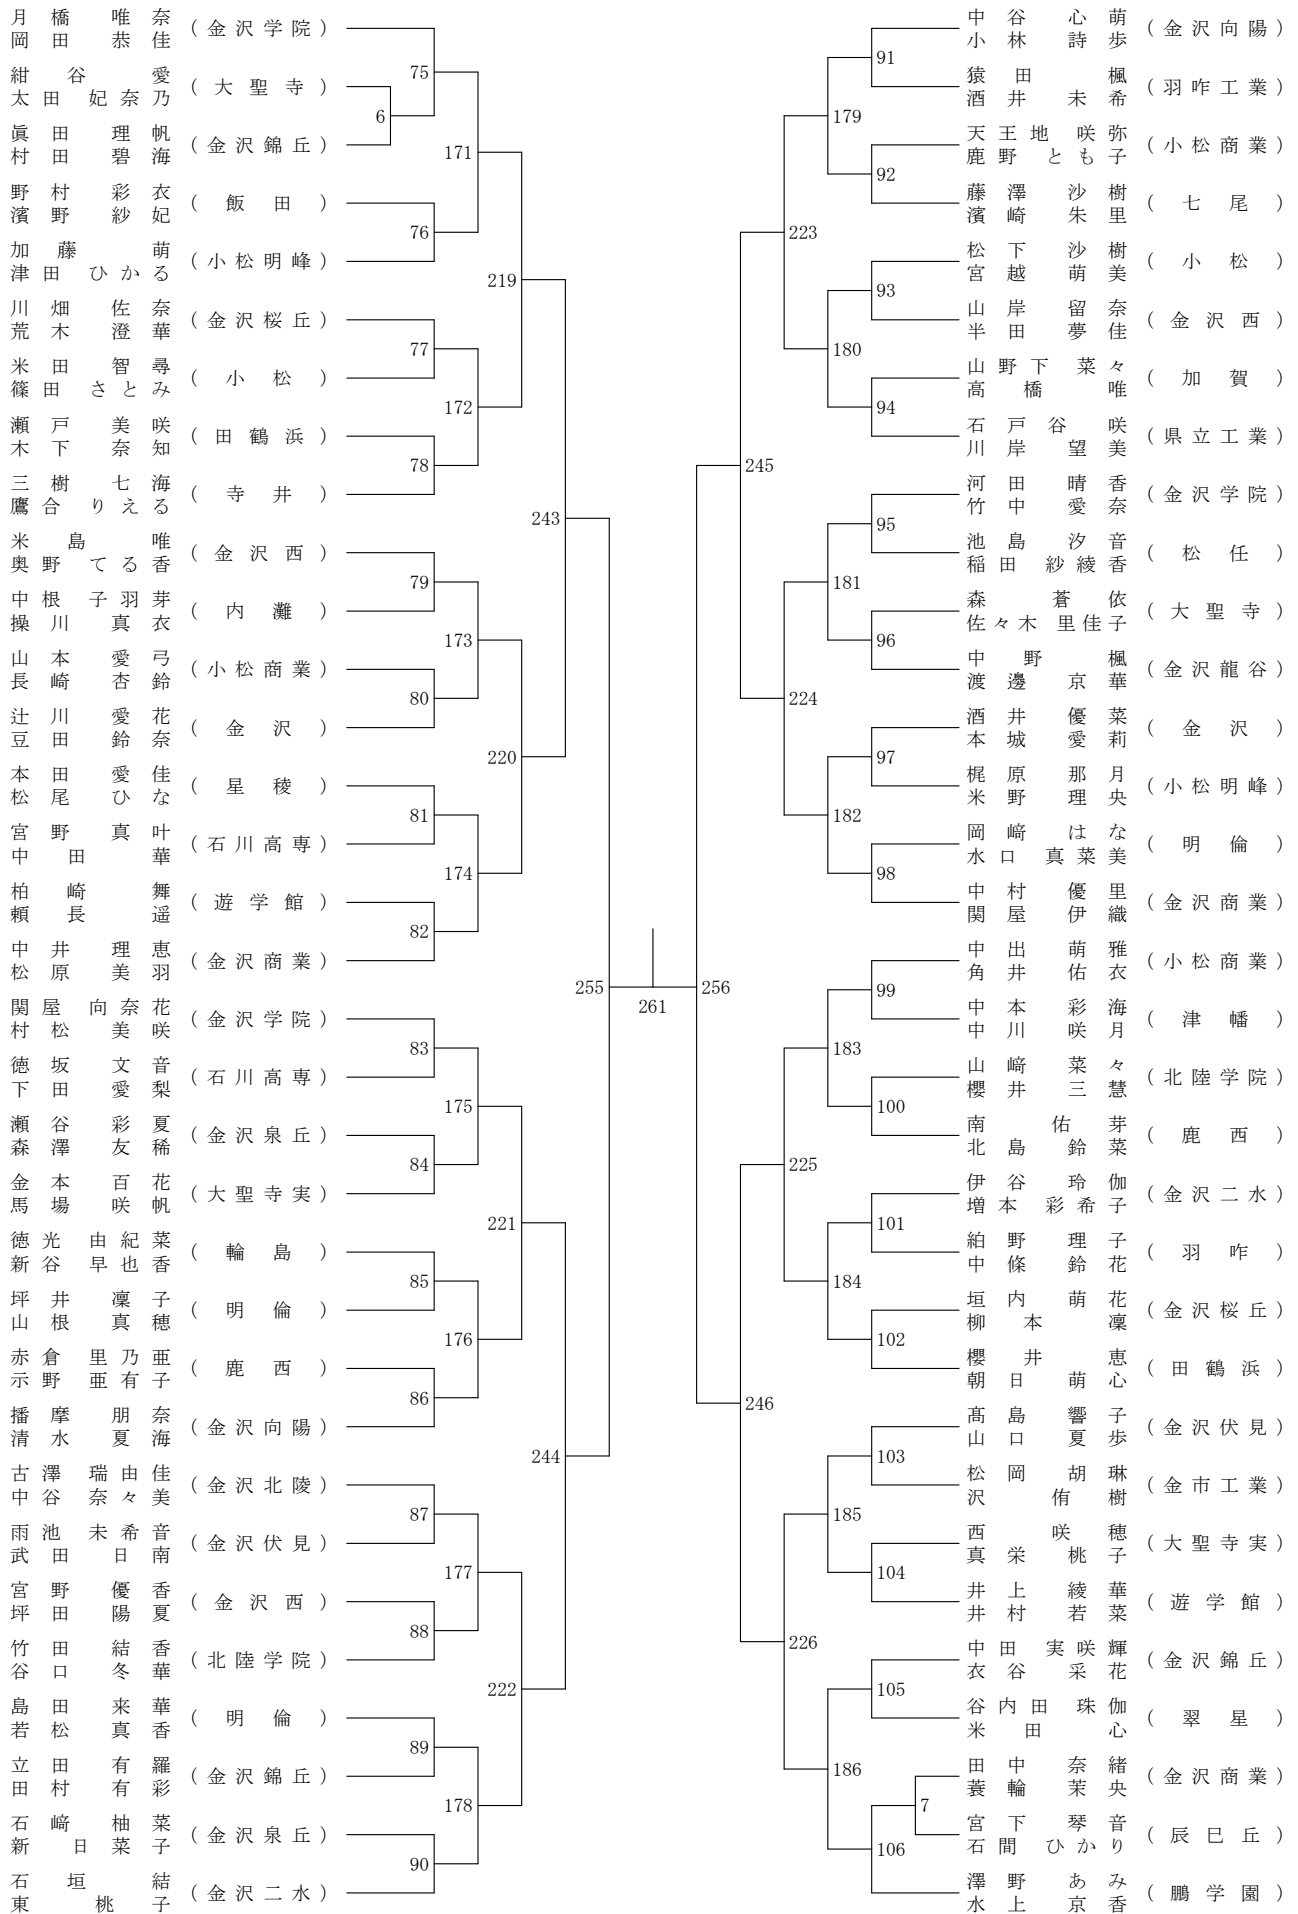 月橋 唯奈
岡田 恭佳
(金沢学院)
紺谷 愛
太田 妃奈乃
(大聖寺)
眞田 理帆
村田 碧海
(金沢錦丘)
野村 彩衣
濱野 紗妃
(飯田)
加藤 萌
津田 ひかる
(小松明峰)
川畑 佐奈
荒木 澄華
(金沢桜丘)
米田 智尋
篠田 さとみ
(小松)
瀬戸 美咲
木下 奈知
(田鶴浜)
三樹 七海
鷹合 りえる
(寺井)
米島 唯
奥野 てる香
(金沢西)
中根 子羽芽
操川 真衣
(内灘)
山本 愛弓
長崎 杏鈴
(小松商業)
辻川 愛花
豆田 鈴奈
(金沢)
本田 愛佳
松尾 ひな
(星稜)
宮野 真叶
中田 華
(石川高専)
柏崎 舞
頼長 遥
(遊学館)
中井 理恵
松原 美羽
(金沢商業)
関屋 向奈花
村松 美咲
(金沢学院)
徳坂 文音
下田 愛梨
(石川高専)
瀬谷 彩夏
森澤 友稀
(金沢泉丘)
金本 百花
馬場 咲帆
(大聖寺実)
徳光 由紀菜
新谷 早也香
(輪島)
坪井 凜子
山根 真穂
(明倫)
赤倉 里乃亜
示野 亜有子
(鹿西)
播摩 朋奈
清水 夏海
(金沢向陽)
古澤 瑞由佳
中谷 奈々美
(金沢北陵)
雨池 未希音
武田 日南
(金沢伏見)
宮野 優香
坪田 陽夏
(金沢西)
竹田 結香
谷口 冬華
(北陸学院)
島田 来華
若松 真香
(明倫)
立田 有羅
田村 有彩
(金沢錦丘)
石﨑 柚菜
新 日菜子
(金沢泉丘)
石垣 結
東 桃子
(金沢二水)
6
75
76
77
78
79
80
81
82
83
84
85
86
87
88
89
90
171
172
173
174
175
176
177
178
219
220
221
222
243
244
255
261
256
245
246
223
224
225
226
179
180
181
182
183
184
185
186
91
92
93
94
95
96
97
98
99
100
101
102
103
104
105
106
7
中谷 心萌
小林 詩歩
(金沢向陽)
猿田 楓
酒井 未希
(羽咋工業)
天王地 咲弥
鹿野 とも子
(小松商業)
藤澤 沙樹
濱崎 朱里
(七尾)
松下 沙樹
宮越 萌美
(小松)
山岸 留奈
半田 夢佳
(金沢西)
山野下 菜々
高橋 唯
(加賀)
石戸谷 咲
川岸 望美
(県立工業)
河田 晴香
竹中 愛奈
(金沢学院)
池島 汐音
稲田 紗綾香
(松任)
森 蒼依
佐々木 里佳子
(大聖寺)
中野 楓
渡邊 京華
(金沢龍谷)
酒井 優菜
本城 愛莉
(金沢)
梶原 那月
米野 理央
(小松明峰)
岡﨑 はな
水口 真菜美
(明倫)
中村 優里
関屋 伊織
(金沢商業)
中出 萌雅
角井 佑衣
(小松商業)
中本 彩海
中川 咲月
(津幡)
山﨑 菜々
櫻井 三慧
(北陸学院)
南 佑芽
北島 鈴菜
(鹿西)
伊谷 玲伽
増本 彩希子
(金沢二水)
紺野 理子
中條 鈴花
(羽咋)
垣内 萌花
柳本 凜
(金沢桜丘)
櫻井 恵
朝日 萌心
(田鶴浜)
髙島 響子
山口 夏歩
(金沢伏見)
松岡 胡琳
沢 侑樹
(金市工業)
西 咲穂
真栄 桃子
(大聖寺実)
井上 綾華
井村 若菜
(遊学館)
中田 実咲輝
衣谷 采花
(金沢錦丘)
谷内田 珠伽
米田 心
(翠星)
田中 奈緒
蓑輪 茉央
(金沢商業)
宮下 琴音
石間 ひかり
(辰巳丘)
澤野 あみ
水上 京香
(鵬学園)